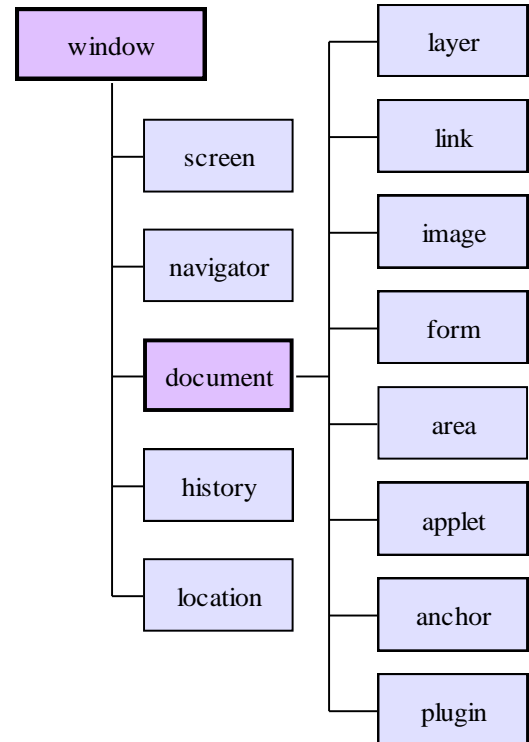 window
screen
navigator
document
history
location
layer
link
image
form
area
applet
anchor
plugin